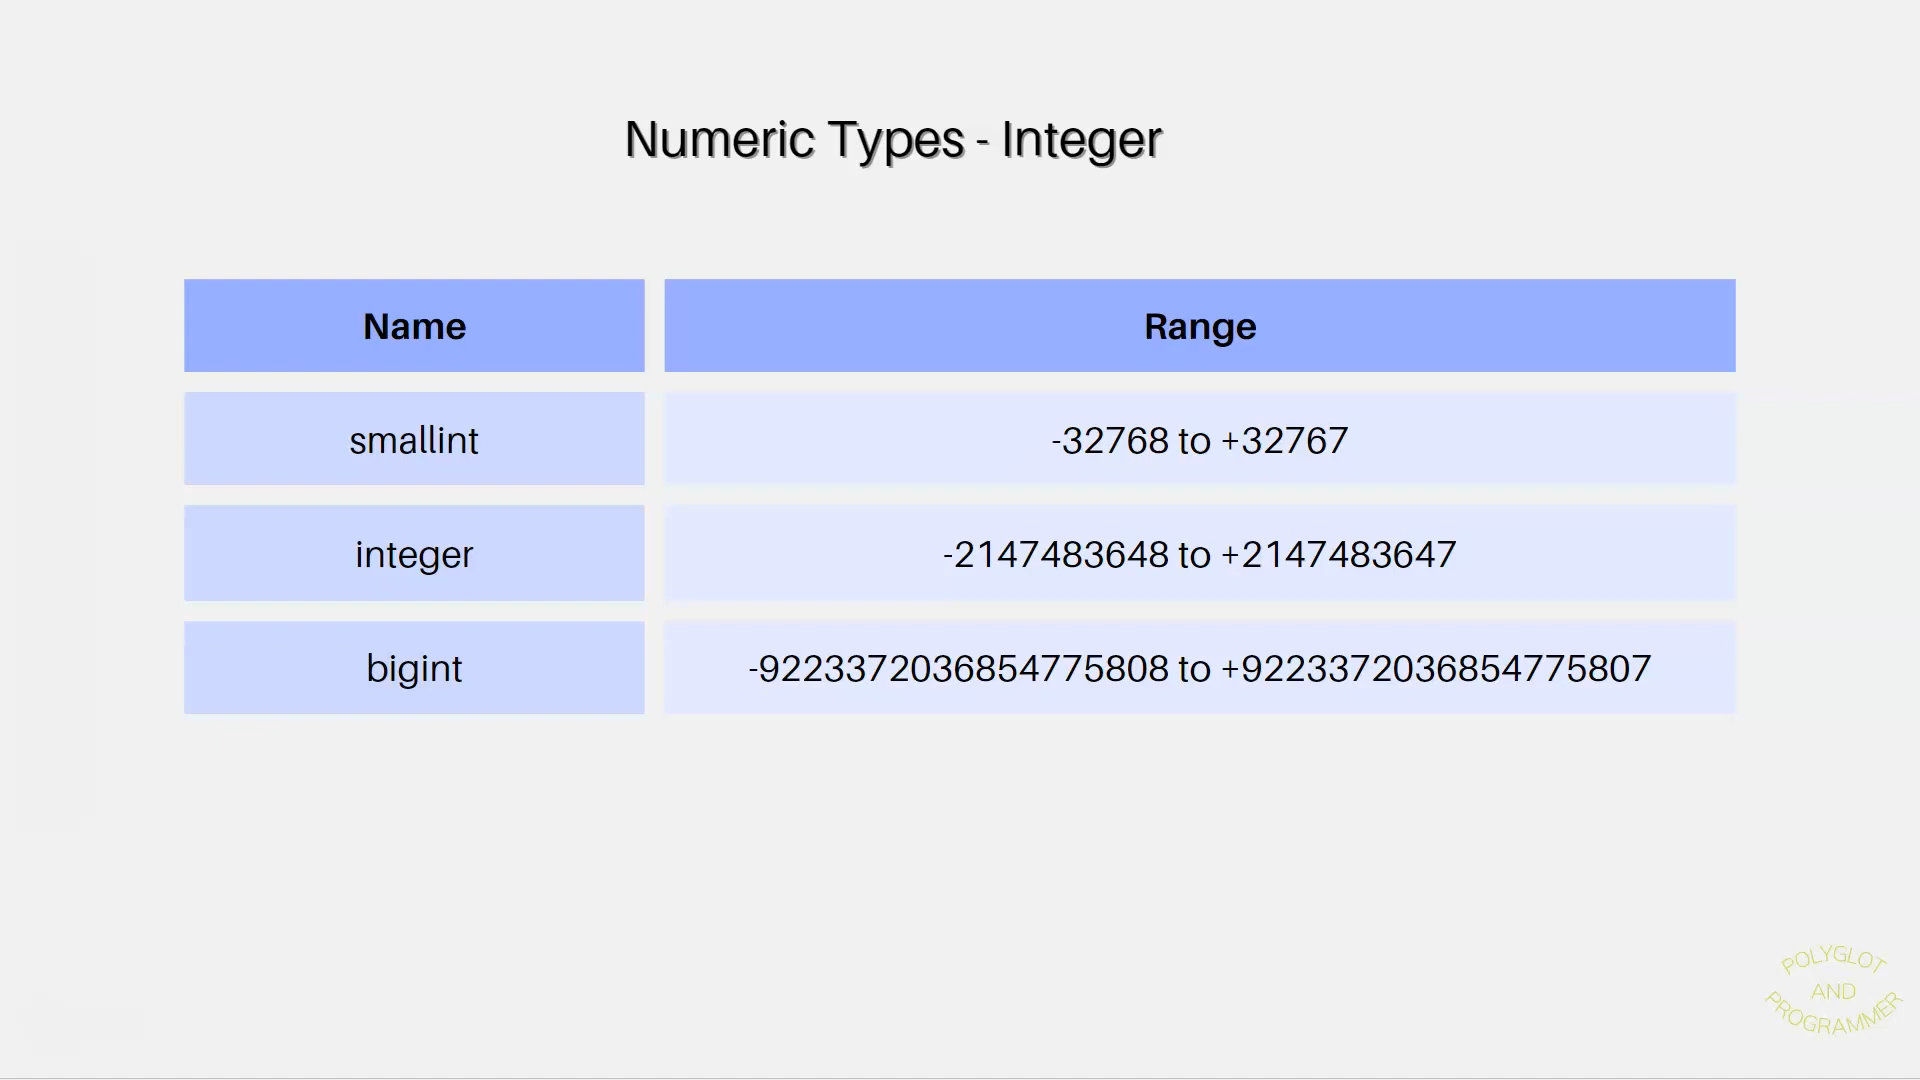 Numeric Types - Integer
Name Range
smallint -32768 to +32767
integer -2147483648 to +2147483647
bigint -9223372036854775808 to +9223372036854775807
POLYGLOT
AND
PROGRAMMER